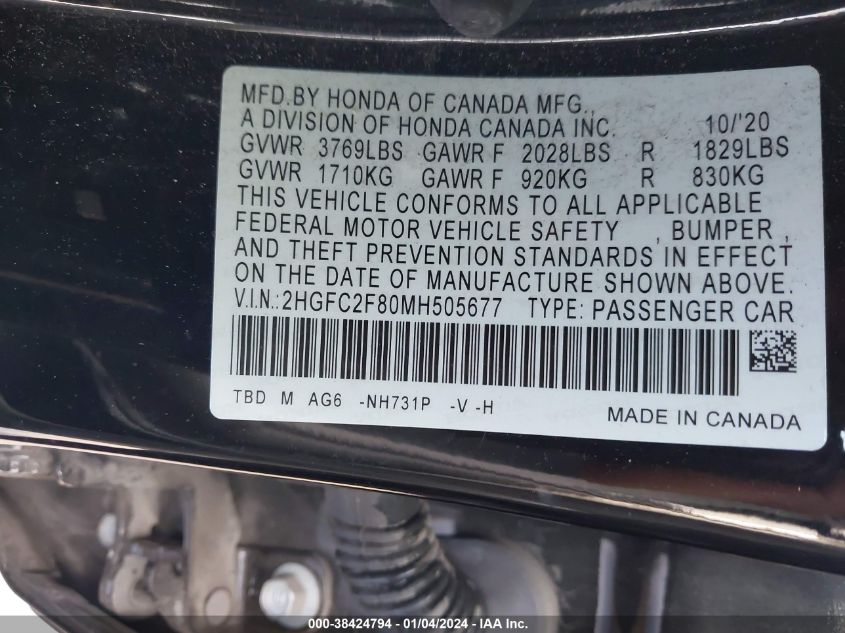 MFD.BY HONDA OF CANADA MFG.,
A DIVISION OF HONDA CANADA INC. 10/'20
GVWR 3769LBS GAWR F 2028LBS R 1829LBS
GVWR 1710KG GAWR F 920KG R 830KG
THIS VEHICLE CONFORMS TO ALL APPLICABLE
FEDERAL MOTOR VEHICLE SAFETY , BUMPER ,
AND THEFT PREVENTION STANDARDS IN EFFECT
ON THE DATE OF MANUFACTURE SHOWN ABOVE.
V.I.N.:2HGFC2F80MH505677 TYPE: PASSENGER CAR
TBD M AG6 -NH731P -V -H
MADE IN CANADA
000-38424794 - 01/04/2024 - IAA Inc.